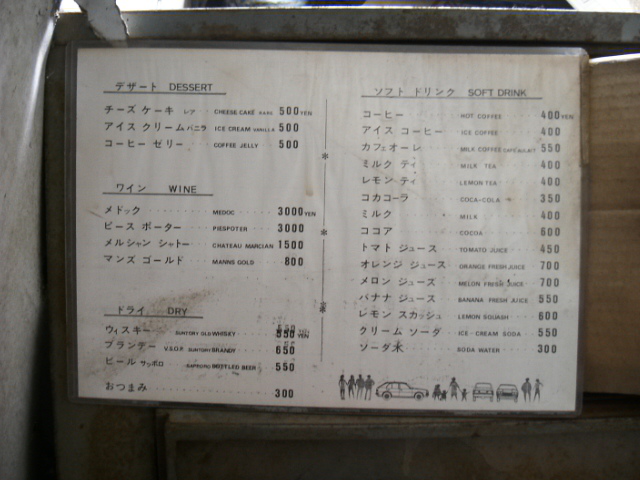 デザート DESSERT
チーズ ケーキ レア CHEESE CAKE RARE 500YEN
アイス クリーム バニラ ICE CREAM VANILLA 500
コーヒー ゼリー COFFEE JELLY 500
ワイン WINE
メドック MEDOC 3000YEN
ピース ポーター PIESPOTER 3000
メルシャン シャトー CHATEAU MARCIAN 1500
マンズ ゴールド MANNS GOLD 800
ドライ DRY
ウィスキー SUNTORY OLD WHISEY 550YEN
ブランデー V.S.O.P. SUNTORY BRANDY 650
ビール サッポロ SAPPORO BOTTLED BEER 550
おつまみ 300
ソフト ドリンク SOFT DRINK
コーヒー HOT COFFEE 400YEN
アイス コーヒー ICE COFFEE 400
カフェオーレ MILK COFFEE CAFE AU LAIT 550
ミルク ティ MILK TEA 400
レモン ティ LEMON TEA 400
コカコーラ COCA-COLA 350
ミルク MILK 400
ココア COCOA 600
トマト ジュース TOMATO JUICE 450
オレンジ ジュース ORANGE FRESH JUICE 700
メロン ジュース MELON FRESH JUICE 700
バナナ ジュース BANANA FRESH JUICE 550
レモン スカッシュ LEMON SQUASH 600
クリーム ソーダ ICE-CREAM SODA 550
ソーダ水 SODA WATER 300